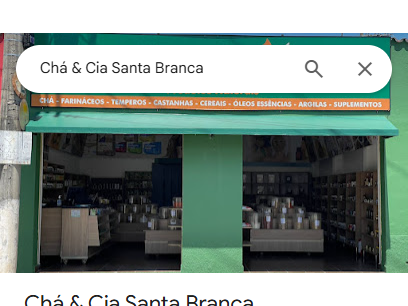 Chá & Cia Santa Branca
CHÁ - FARINÁCEOS - TEMPEROS - CASTANHAS - CEREAIS - ÓLEOS ESSÊNCIAS - ARGILAS - SUPLEMENTOS
Chá & Cia Santa Branca